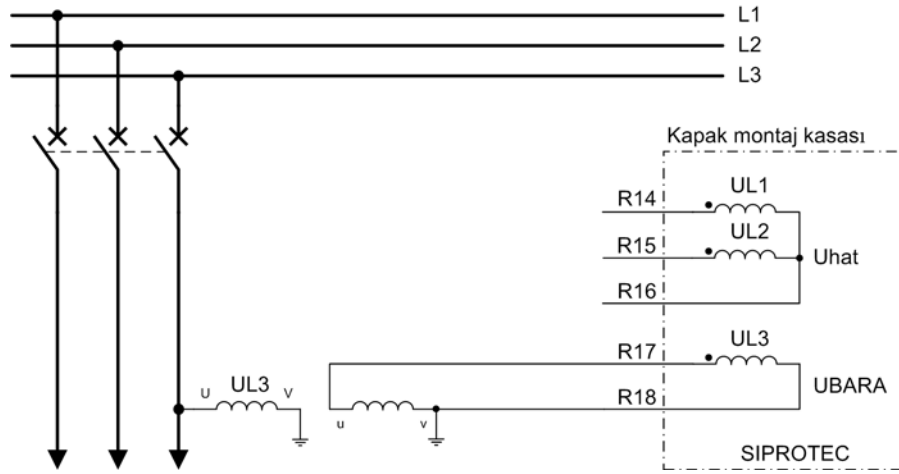 L1
L2
L3
Kapak montaj kasası
R14
UL1
R15
UL2
Uhat
R16
R17
UL3
UBARA
R18
U
UL3
V
u
v
SIPROTEC